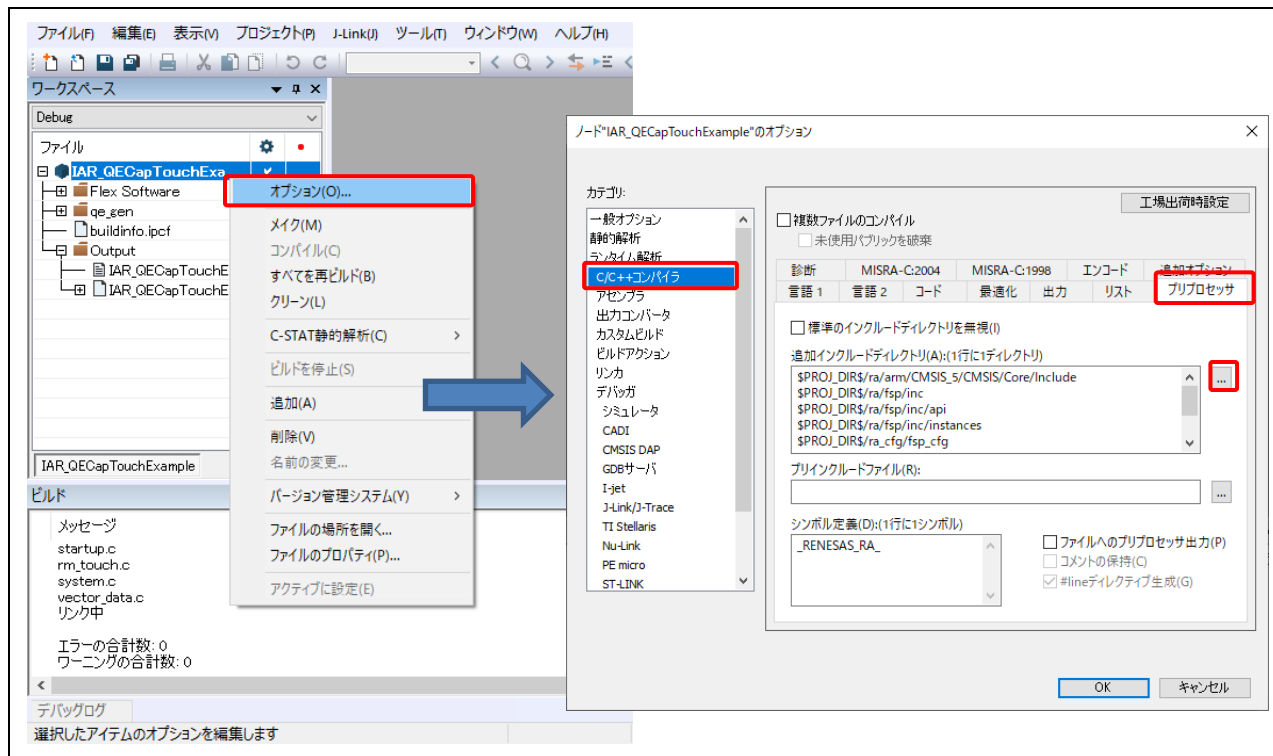 ファイル(F) 編集(E) 表示(V) プロジェクト(P) J-Link(J) ツール(T) ウィンドウ(W) ヘルプ(H)
ワークスペース
Debug
ファイル
IAR_QECapTouchExa
Flex Software
qe_gen
buildinfo.ipcf
Output
IAR_QECapTouchE
IAR_QECapTouchE
IAR_QECapTouchExample
オプション(O)...
メイク(M)
コンパイル(C)
すべてを再ビルド(B)
クリーン(L)
C-STAT静的解析(C)
ビルドを停止(S)
追加(A)
削除(V)
名前の変更...
バージョン管理システム(Y)
ファイルの場所を開く...
ファイルのプロパティ(P)...
アクティブに設定(E)
ビルド
メッセージ
startup.c
rm_touch.c
system.c
vector_data.c
リンク中
エラーの合計数: 0
ワーニングの合計数: 0
デバッグログ
選択したアイテムのオプションを編集します
ノード"IAR_QECapTouchExample"のオプション
カテゴリ:
一般オプション
静的解析
ランタイム解析
C/C++コンパイラ
アセンブラ
出力コンバータ
カスタムビルド
ビルドアクション
リンカ
デバッガ
シミュレータ
CADI
CMSIS DAP
GDBサーバ
I-jet
J-Link/J-Trace
TI Stellaris
Nu-Link
PE micro
ST-LINK
工場出荷時設定
複数ファイルのコンパイル
未使用パブリックを破棄
診断 MISRA-C:2004 MISRA-C:1998 エンコード 追加オプション
言語 1 言語 2 コード 最適化 出力 リスト プリプロセッサ
標準のインクルードディレクトリを無視(I)
追加インクルードディレクトリ(A):(1行に1ディレクトリ)
$PROJ_DIR$/ra/arm/CMSIS_5/CMSIS/Core/Include
$PROJ_DIR$/ra/fsp/inc
$PROJ_DIR$/ra/fsp/inc/api
$PROJ_DIR$/ra/fsp/inc/instances
$PROJ_DIR$/ra_cfg/fsp_cfg
...
プリインクルードファイル(R):
...
シンボル定義(D):(1行に1シンボル)
_RENESAS_RA_
ファイルへのプリプロセッサ出力(P)
コメントの保持(C)
#lineディレクティブ生成(G)
OK キャンセル